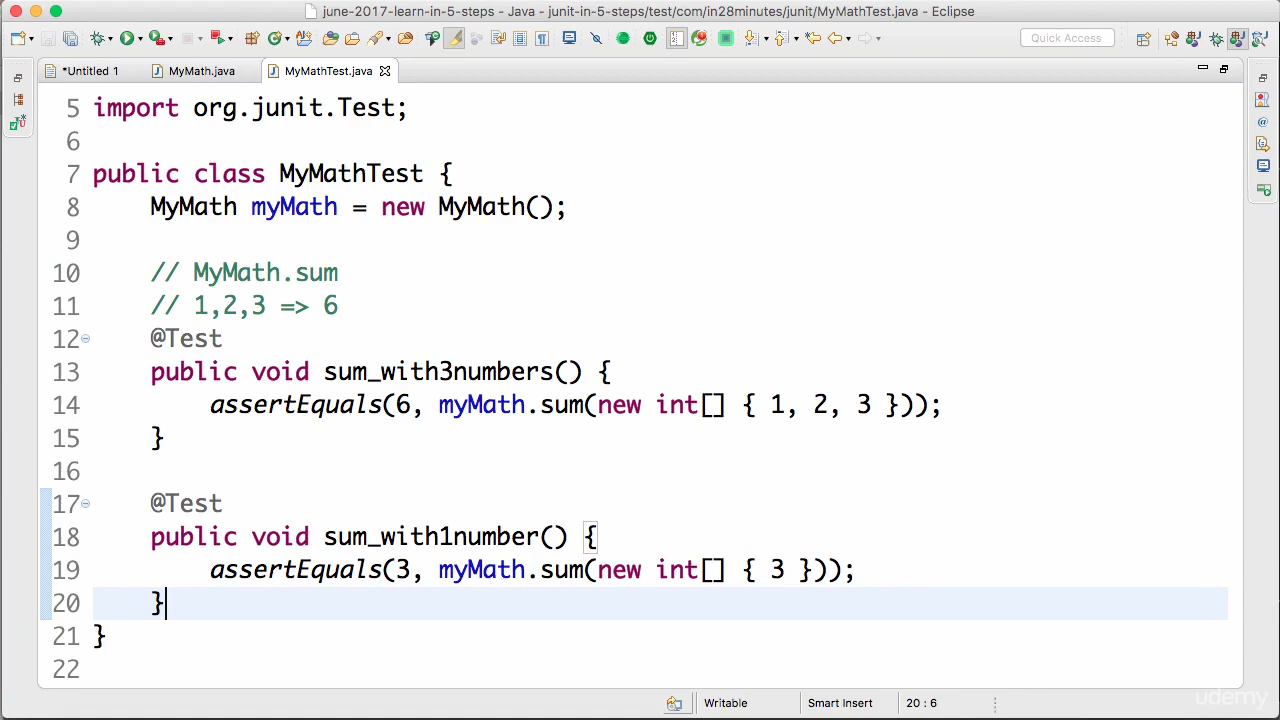 june-2017-learn-in-5-steps - Java - junit-in-5-steps/test/com/in28minutes/junit/MyMathTest.java - Eclipse
Quick Access
*Untitled 1 MyMath.java MyMathTest.java
5 import org.junit.Test;
6
7 public class MyMathTest {
8 MyMath myMath = new MyMath();
9
10 // MyMath.sum
11 // 1,2,3 => 6
12 @Test
13 public void sum_with3numbers() {
14 assertEquals(6, myMath.sum(new int[] { 1, 2, 3 }));
15 }
16
17 @Test
18 public void sum_with1number() {
19 assertEquals(3, myMath.sum(new int[] { 3 }));
20 }
21 }
22
Writable Smart Insert 20 : 6
udemy